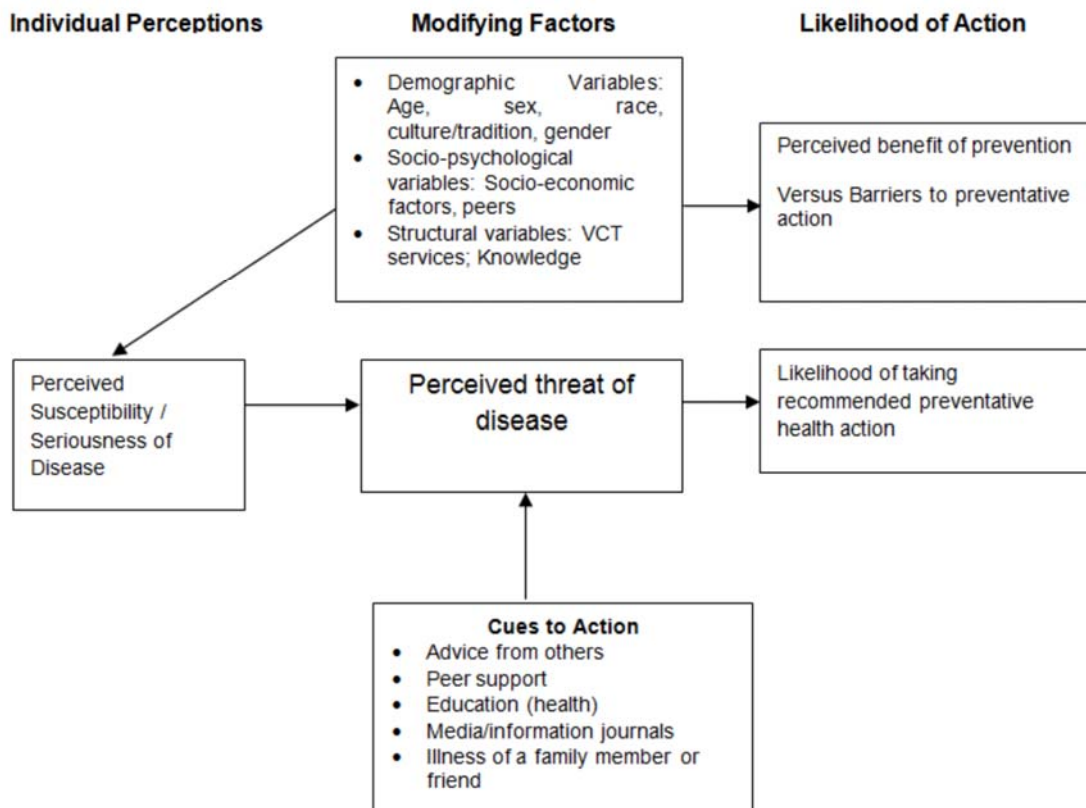 Individual Perceptions
Modifying Factors
Likelihood of Action
• Demographic Variables:
Age, sex, race,
culture/tradition, gender
• Socio-psychological
variables: Socio-economic
factors, peers
• Structural variables: VCT
services; Knowledge
Perceived benefit of prevention
Versus Barriers to preventative
action
Perceived
Susceptibility /
Seriousness of
Disease
Perceived threat of
disease
Likelihood of taking
recommended preventative
health action
Cues to Action
• Advice from others
• Peer support
• Education (health)
• Media/information journals
• Illness of a family member or
friend